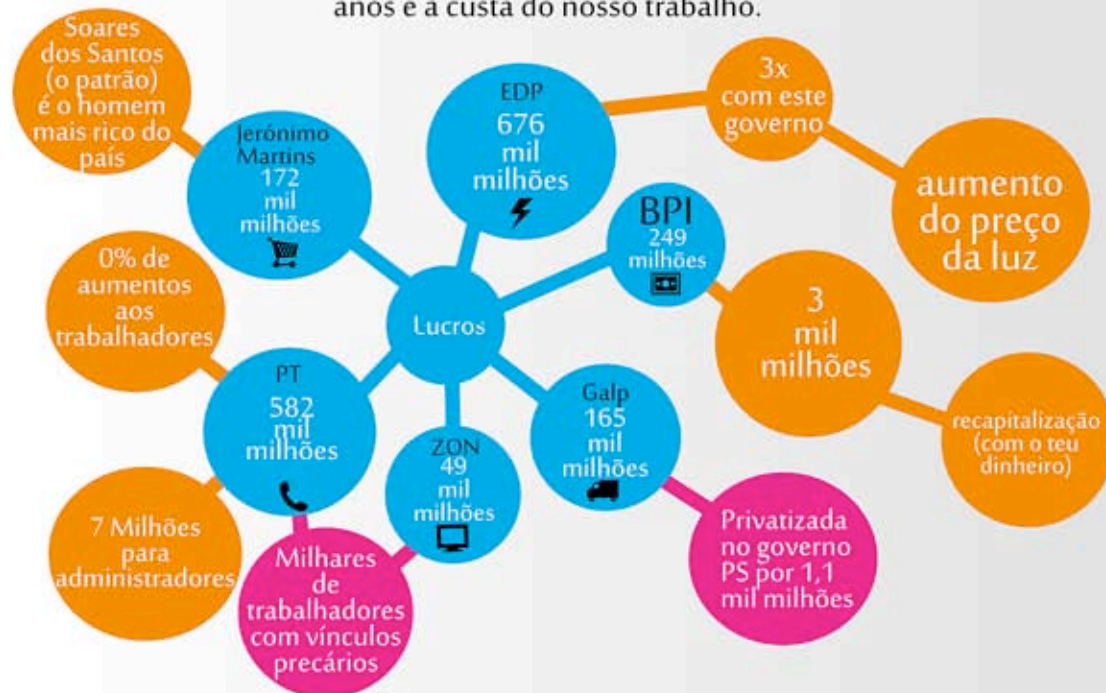 anos é à custa do nosso trabalho.
Soares
dos Santos
(o patrão)
é o homem
mais rico do
país
Jerónimo
Martins
172
mil
milhões
EDP
676
mil
milhões
3x
com este
governo
aumento
do preço
da luz
BPI
249
milhões
3
mil
milhões
recapitalização
(com o teu
dinheiro)
0% de
aumentos
aos
trabalhadores
Lucros
PT
582
mil
milhões
ZON
49
mil
milhões
Galp
165
mil
milhões
7 Milhões
para
administradores
Milhares
de
trabalhadores
com vínculos
precários
Privatizada
no governo
PS por 1,1
mil milhões